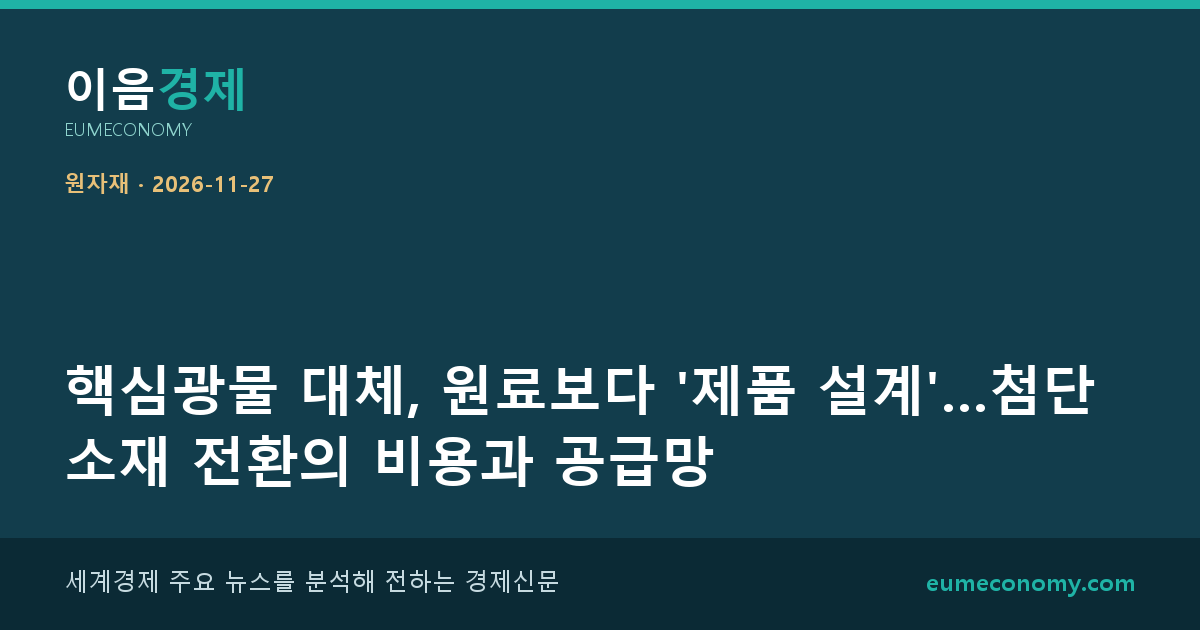 이음경제
EUMECONOMY
원자재 · 2026-11-27
핵심광물 대체, 원료보다 '제품 설계'…첨단
소재 전환의 비용과 공급망
세계경제 주요 뉴스를 분석해 전하는 경제신문
eumeconomy.com